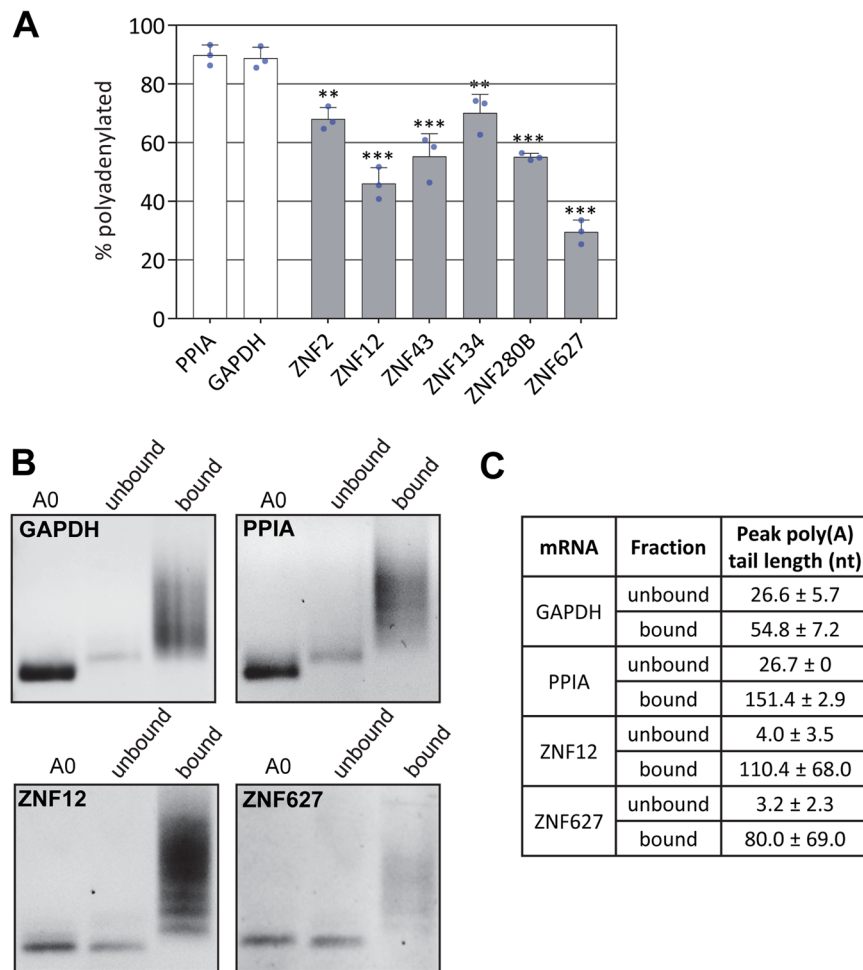 A
100
80
60
40
20
0
% polyadenylated
** *** *** ** *** ***
PPIA GAPDH ZNF2 ZNF12 ZNF43 ZNF134 ZNF280B ZNF627
B
A0 unbound bound
GAPDH
A0 unbound bound
PPIA
A0 unbound bound
ZNF12
A0 unbound bound
ZNF627
C
mRNA Fraction Peak poly(A)
tail length (nt)
GAPDH unbound 26.6 ± 5.7
bound 54.8 ± 7.2
PPIA unbound 26.7 ± 0
bound 151.4 ± 2.9
ZNF12 unbound 4.0 ± 3.5
bound 110.4 ± 68.0
ZNF627 unbound 3.2 ± 2.3
bound 80.0 ± 69.0